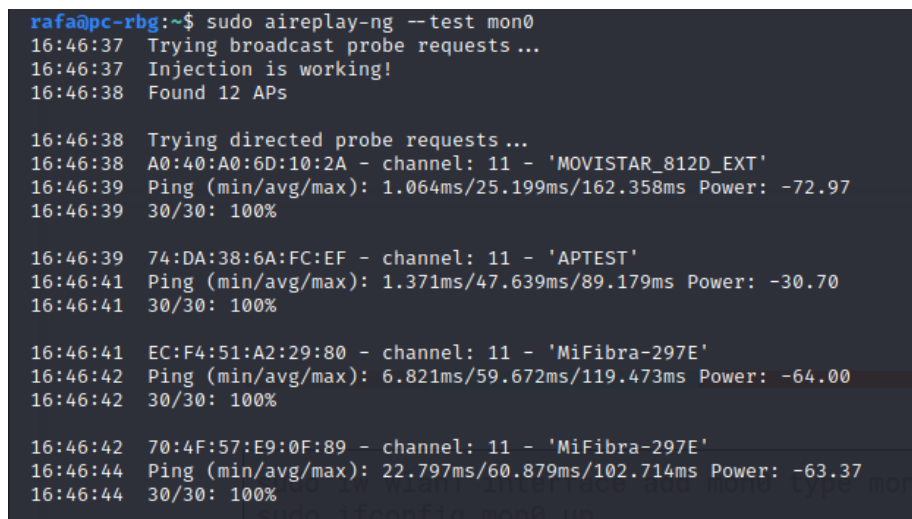 rafa@pc-rbg:~$ sudo aireplay-ng --test mon0
16:46:37 Trying broadcast probe requests...
16:46:37 Injection is working!
16:46:38 Found 12 APs
16:46:38 Trying directed probe requests...
16:46:38 A0:40:A0:6D:10:2A - channel: 11 - 'MOVISTAR_812D_EXT'
16:46:39 Ping (min/avg/max): 1.064ms/25.199ms/162.358ms Power: -72.97
16:46:39 30/30: 100%
16:46:39 74:DA:38:6A:FC:EF - channel: 11 - 'APTEST'
16:46:41 Ping (min/avg/max): 1.371ms/47.639ms/89.179ms Power: -30.70
16:46:41 30/30: 100%
16:46:41 EC:F4:51:A2:29:80 - channel: 11 - 'MiFibra-297E'
16:46:42 Ping (min/avg/max): 6.821ms/59.672ms/119.473ms Power: -64.00
16:46:42 30/30: 100%
16:46:42 70:4F:57:E9:0F:89 - channel: 11 - 'MiFibra-297E'
16:46:44 Ping (min/avg/max): 22.797ms/60.879ms/102.714ms Power: -63.37
16:46:44 30/30: 100%
interface add mon0 type mon
sudo ifconfig mon0 up